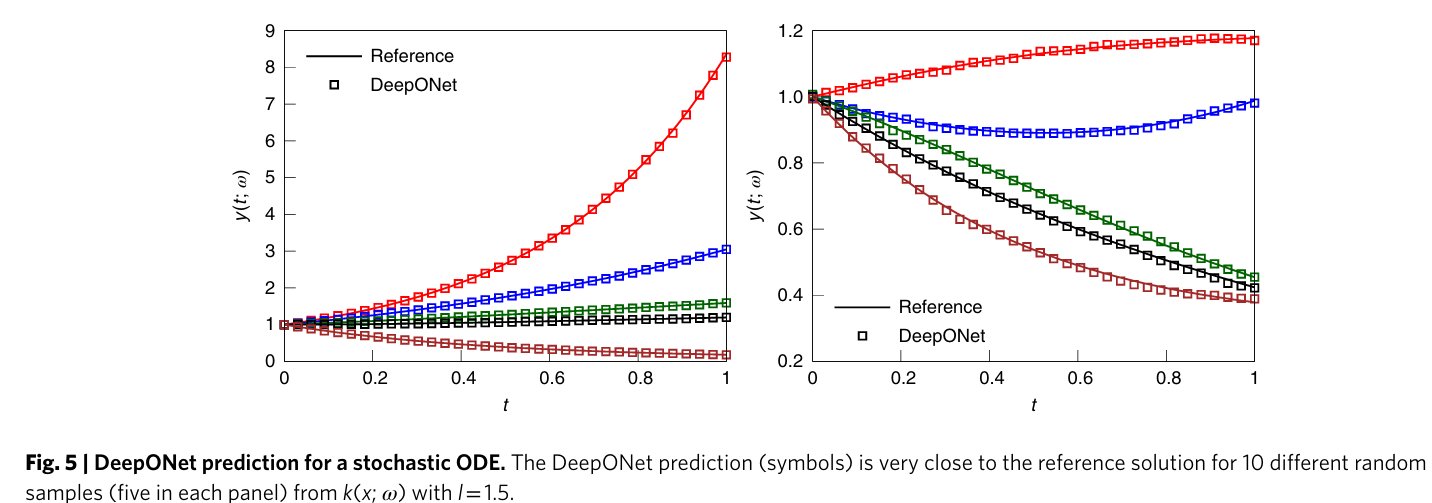 9
8
7
6
5
4
3
2
1
0
y(t; ω)
Reference
DeepONet
0 0.2 0.4 0.6 0.8 1
t
1.2
1.0
0.8
0.6
0.4
0.2
y(t; ω)
Reference
DeepONet
0 0.2 0.4 0.6 0.8 1
t
Fig. 5 | DeepONet prediction for a stochastic ODE. The DeepONet prediction (symbols) is very close to the reference solution for 10 different random
samples (five in each panel) from k(x; ω) with l = 1.5.